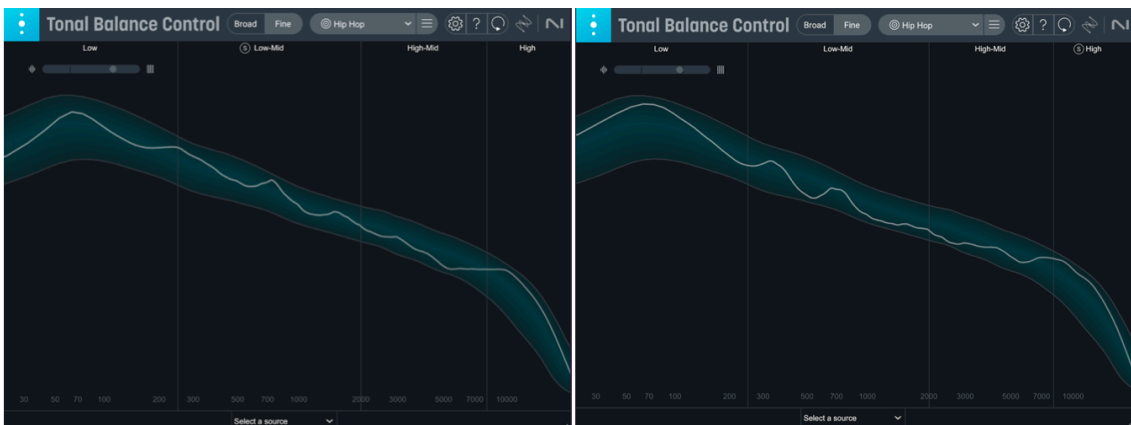 Tonal Balance Control Broad Fine Hip Hop ?
Low S Low-Mid High-Mid High
30 50 70 100 200 300 500 700 1000 2000 3000 5000 7000 10000
Select a source
Tonal Balance Control Broad Fine Hip Hop ?
Low Low-Mid High-Mid S High
30 50 70 100 200 300 500 700 1000 2000 3000 5000 7000 10000
Select a source